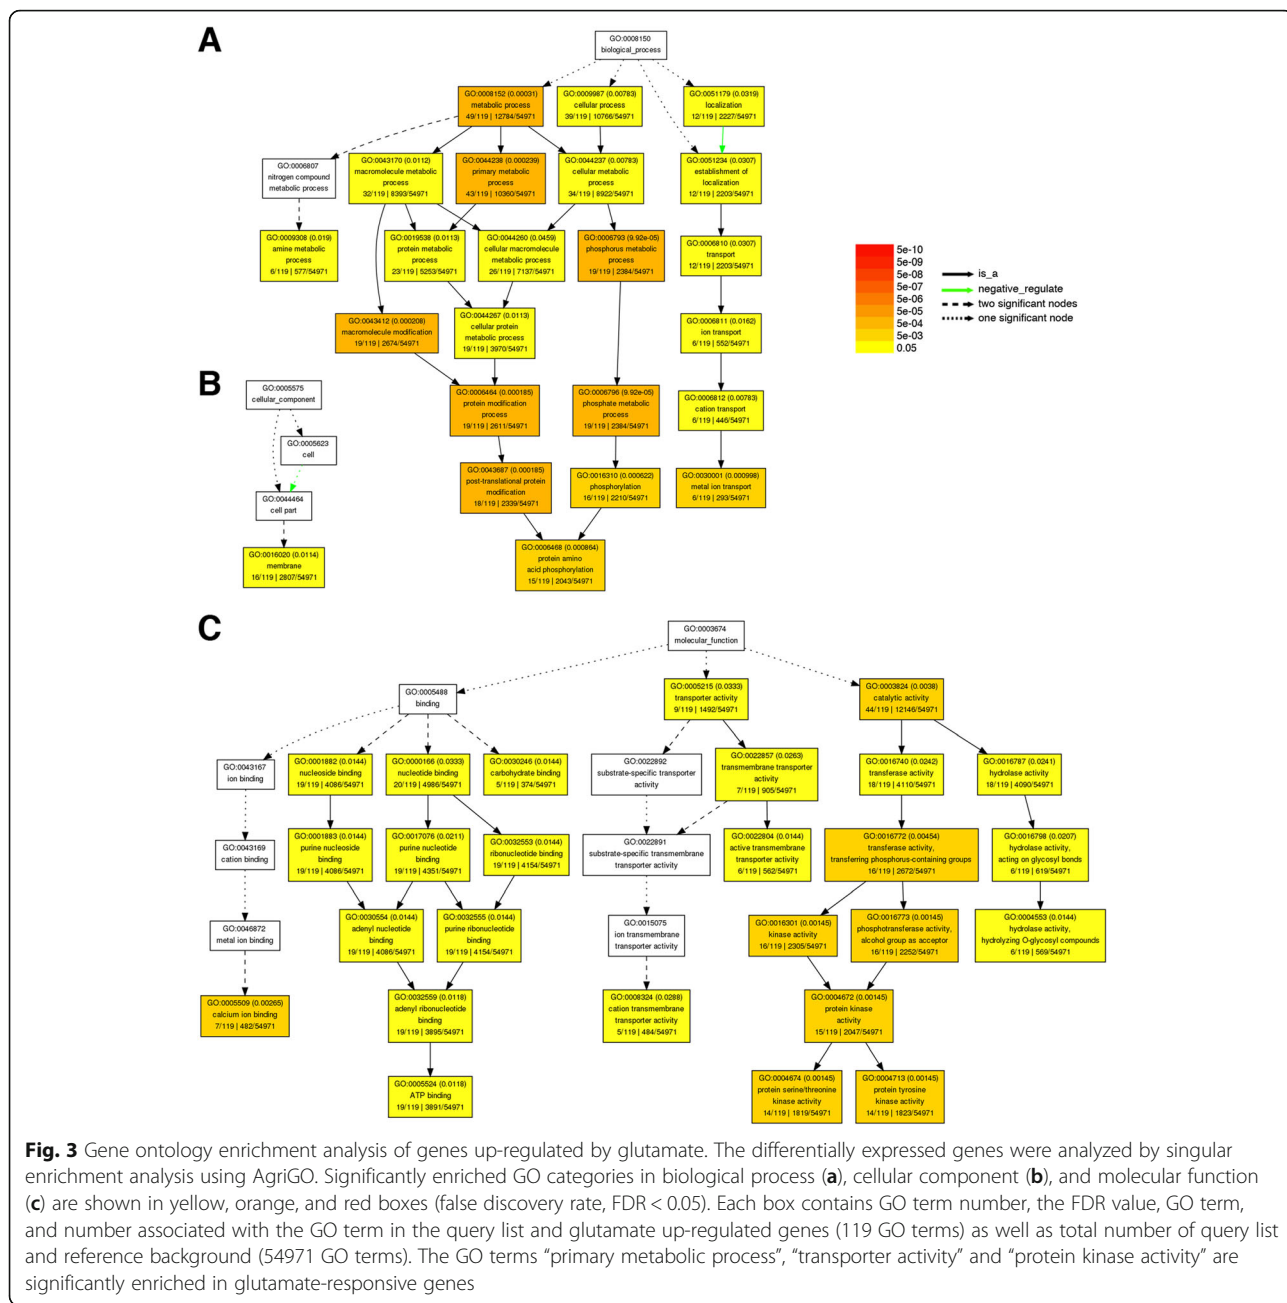 A
GO:0008150
biological_process
GO:0008152 (0.00031)
metabolic process
49/119 | 12784/54971
GO:0009987 (0.00783)
cellular process
39/119 | 10766/54971
GO:0051179 (0.0319)
localization
12/119 | 2227/54971
GO:0006807
nitrogen compound
metabolic process
GO:0043170 (0.0112)
macromolecule metabolic
process
32/119 | 8393/54971
GO:0044238 (0.000239)
primary metabolic
process
43/119 | 10360/54971
GO:0044237 (0.00783)
cellular metabolic
process
34/119 | 8922/54971
GO:0051234 (0.0307)
establishment of
localization
12/119 | 2203/54971
GO:0009308 (0.019)
amine metabolic
process
6/119 | 577/54971
GO:0019538 (0.0113)
protein metabolic
process
23/119 | 5253/54971
GO:0044260 (0.0459)
cellular macromolecule
metabolic process
26/119 | 7137/54971
GO:0006793 (9.92e-05)
phosphorus metabolic
process
19/119 | 2384/54971
GO:0006810 (0.0307)
transport
12/119 | 2203/54971
GO:0043412 (0.000208)
macromolecule modification
19/119 | 2674/54971
GO:0044267 (0.0113)
cellular protein
metabolic process
19/119 | 3970/54971
GO:0006811 (0.0162)
ion transport
6/119 | 552/54971
5e-10
5e-09
5e-08
5e-07
5e-06
5e-05
5e-04
5e-03
0.05
is_a
negative_regulate
two significant nodes
one significant node
B
GO:0005575
cellular_component
GO:0005623
cell
GO:0044464
cell part
GO:0016020 (0.0114)
membrane
16/119 | 2807/54971
GO:0006464 (0.000185)
protein modification
process
19/119 | 2611/54971
GO:0006796 (9.92e-05)
phosphate metabolic
process
19/119 | 2384/54971
GO:0006812 (0.00783)
cation transport
6/119 | 446/54971
GO:0043687 (0.000185)
post-translational protein
modification
18/119 | 2339/54971
GO:0016310 (0.000622)
phosphorylation
16/119 | 2210/54971
GO:0030001 (0.000998)
metal ion transport
6/119 | 293/54971
GO:0006468 (0.000864)
protein amino
acid phosphorylation
15/119 | 2043/54971
C
GO:0003674
molecular_function
GO:0005488
binding
GO:0005215 (0.0333)
transporter activity
9/119 | 1492/54971
GO:0003824 (0.0038)
catalytic activity
44/119 | 12146/54971
GO:0043167
ion binding
GO:0001882 (0.0144)
nucleoside binding
19/119 | 4086/54971
GO:0000166 (0.0333)
nucleotide binding
20/119 | 4986/54971
GO:0030246 (0.0144)
carbohydrate binding
5/119 | 374/54971
GO:0022892
substrate-specific transporter
activity
GO:0022857 (0.0263)
transmembrane transporter
activity
7/119 | 905/54971
GO:0016740 (0.0242)
transferase activity
18/119 | 4110/54971
GO:0016787 (0.0241)
hydrolase activity
18/119 | 4090/54971
GO:0043169
cation binding
GO:0001883 (0.0144)
purine nucleoside
binding
19/119 | 4086/54971
GO:0017076 (0.0211)
purine nucleotide
binding
19/119 | 4351/54971
GO:0032553 (0.0144)
ribonucleotide binding
19/119 | 4154/54971
GO:0022891
substrate-specific transmembrane
transporter activity
GO:0022804 (0.0144)
active transmembrane
transporter activity
6/119 | 562/54971
GO:0016772 (0.00454)
transferase activity,
transferring phosphorus-containing groups
16/119 | 2672/54971
GO:0016798 (0.0207)
hydrolase activity,
acting on glycosyl bonds
6/119 | 619/54971
GO:0046872
metal ion binding
GO:0030554 (0.0144)
adenyl nucleotide
binding
19/119 | 4086/54971
GO:0032555 (0.0144)
purine ribonucleotide
binding
19/119 | 4154/54971
GO:0015075
ion transmembrane
transporter activity
GO:0016301 (0.00145)
kinase activity
16/119 | 2305/54971
GO:0016773 (0.00145)
phosphotransferase activity,
alcohol group as acceptor
16/119 | 2252/54971
GO:0004553 (0.0144)
hydrolase activity,
hydrolyzing O-glycosyl compounds
6/119 | 569/54971
GO:0005509 (0.00265)
calcium ion binding
7/119 | 482/54971
GO:0032559 (0.0118)
adenyl ribonucleotide
binding
19/119 | 3895/54971
GO:0008324 (0.0288)
cation transmembrane
transporter activity
5/119 | 484/54971
GO:0004672 (0.00145)
protein kinase
activity
15/119 | 2047/54971
GO:0005524 (0.0118)
ATP binding
19/119 | 3891/54971
GO:0004674 (0.00145)
protein serine/threonine
kinase activity
14/119 | 1819/54971
GO:0004713 (0.00145)
protein tyrosine
kinase activity
14/119 | 1823/54971
Fig. 3 Gene ontology enrichment analysis of genes up-regulated by glutamate. The differentially expressed genes were analyzed by singular
enrichment analysis using AgriGO. Significantly enriched GO categories in biological process (a), cellular component (b), and molecular function
(c) are shown in yellow, orange, and red boxes (false discovery rate, FDR < 0.05). Each box contains GO term number, the FDR value, GO term,
and number associated with the GO term in the query list and glutamate up-regulated genes (119 GO terms) as well as total number of query list
and reference background (54971 GO terms). The GO terms “primary metabolic process”, “transporter activity” and “protein kinase activity” are
significantly enriched in glutamate-responsive genes